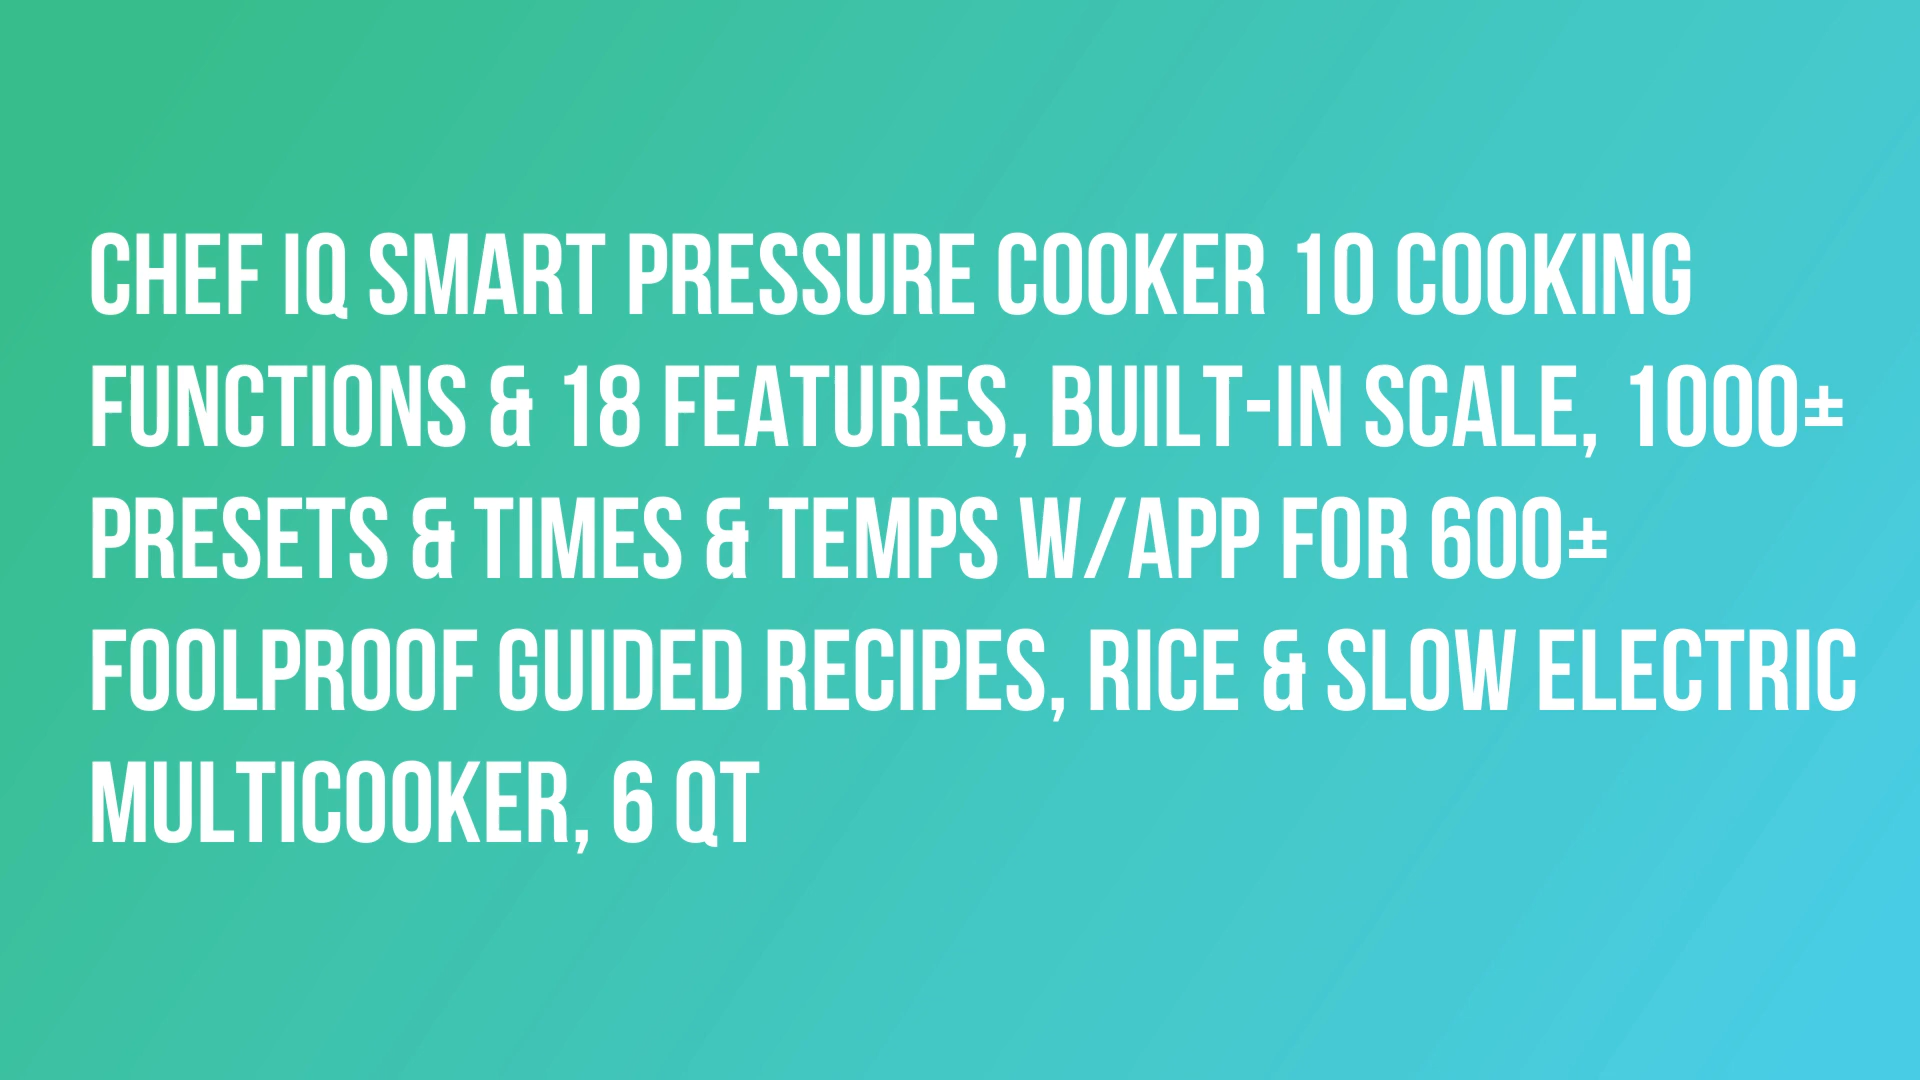 CHEF IQ SMART PRESSURE COOKER 10 COOKING
FUNCTIONS & 18 FEATURES, BUILT-IN SCALE, 1000±
PRESETS & TIMES & TEMPS W/APP FOR 600±
FOOLPROOF GUIDED RECIPES, RICE & SLOW ELECTRIC
MULTICOOKER, 6 QT